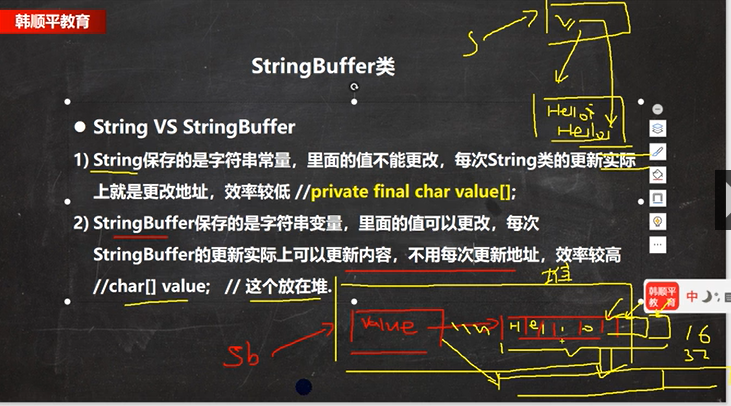 韩顺平教育
S
StringBuffer类
Hello
Hello
● String VS StringBuffer
1) String保存的是字符串常量，里面的值不能更改，每次String类的更新实际
上就是更改地址，效率较低 //private final char value[];
2) StringBuffer保存的是字符串变量，里面的值可以更改，每次
StringBuffer的更新实际上可以更新内容，不用每次更新地址，效率较高
//char[] value;   // 这个放在堆.
韩顺平
教 育
中
value
Sb
16
32